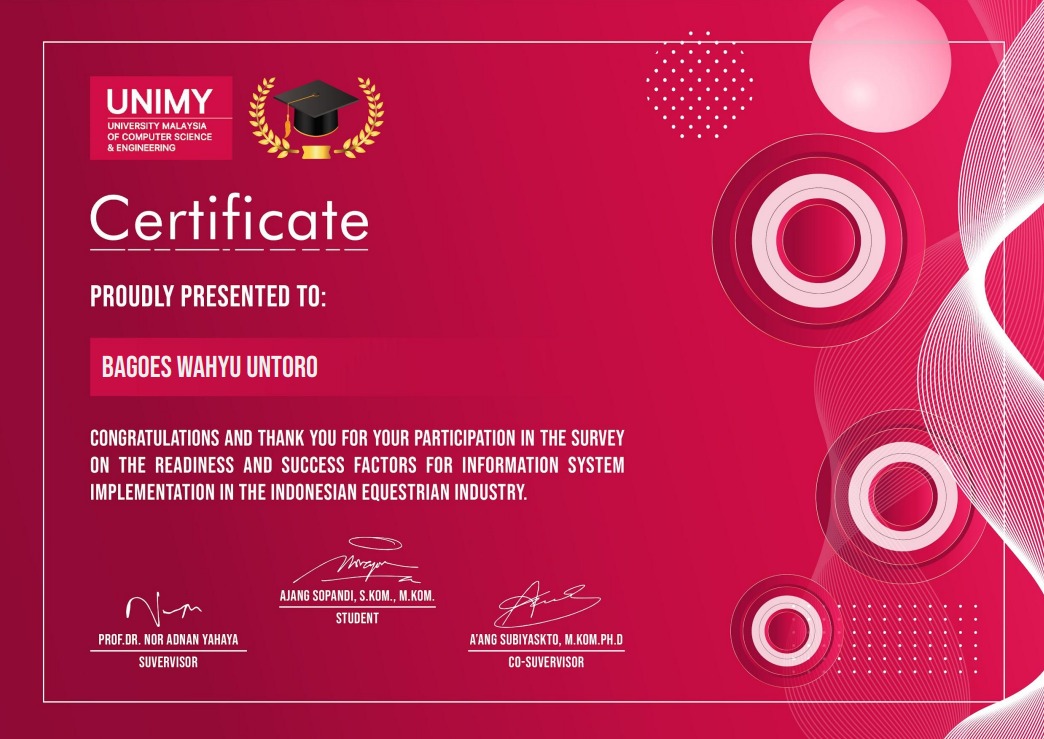 UNIMY
UNIVERSITY MALAYSIA
OF COMPUTER SCIENCE
& ENGINEERING
Certificate
PROUDLY PRESENTED TO:
BAGOES WAHYU UNTORO
CONGRATULATIONS AND THANK YOU FOR YOUR PARTICIPATION IN THE SURVEY
ON THE READINESS AND SUCCESS FACTORS FOR INFORMATION SYSTEM
IMPLEMENTATION IN THE INDONESIAN EQUESTRIAN INDUSTRY.
AJANG SOPANDI, S.KOM., M.KOM.
STUDENT
PROF.DR. NOR ADNAN YAHAYA
SUVERVISOR
A'ANG SUBIYASKTO, M.KOM.PH.D
CO-SUVERVISOR